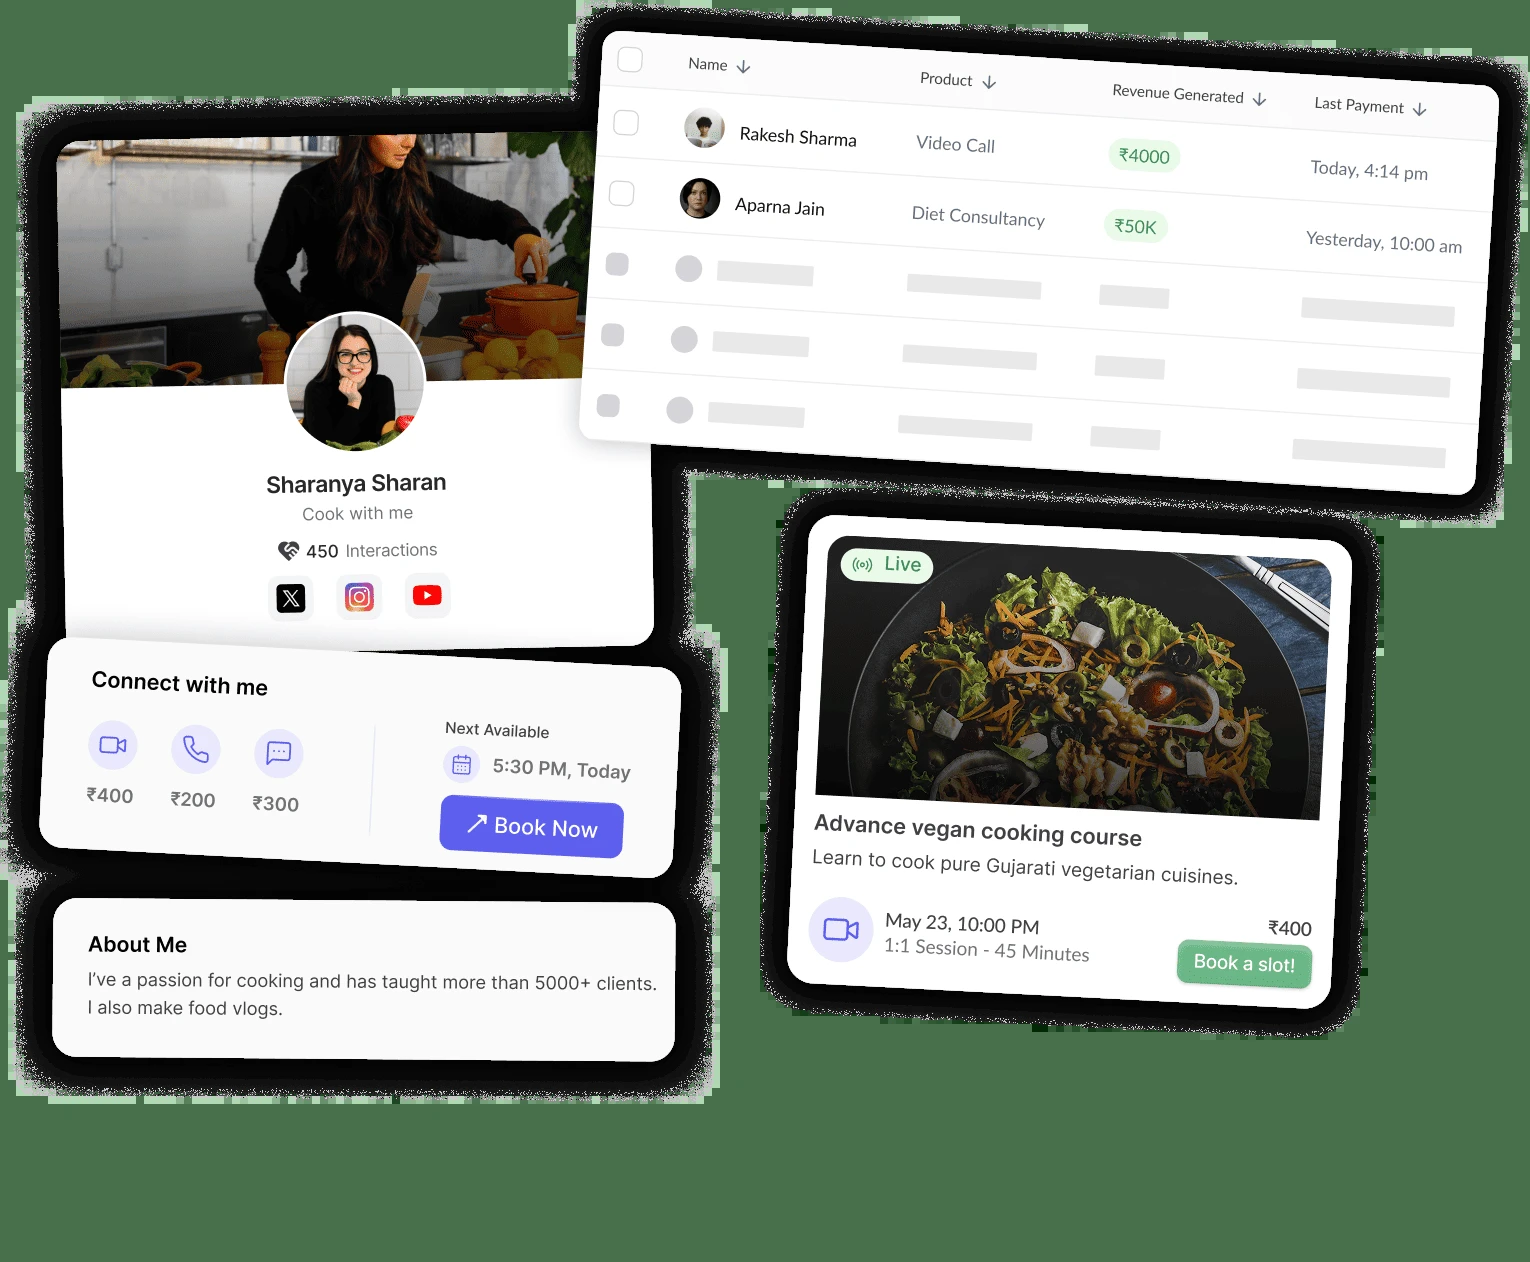 Name Product Revenue Generated Last Payment
Rakesh Sharma Video Call ₹4000 Today, 4:14 pm
Aparna Jain Diet Consultancy ₹50K Yesterday, 10:00 am
Sharanya Sharan
Cook with me
450 Interactions
Connect with me
₹400 ₹200 ₹300
Next Available
5:30 PM, Today
Book Now
About Me
I've a passion for cooking and has taught more than 5000+ clients.
I also make food vlogs.
Live
Advance vegan cooking course
Learn to cook pure Gujarati vegetarian cuisines.
May 23, 10:00 PM
1:1 Session - 45 Minutes
₹400
Book a slot!